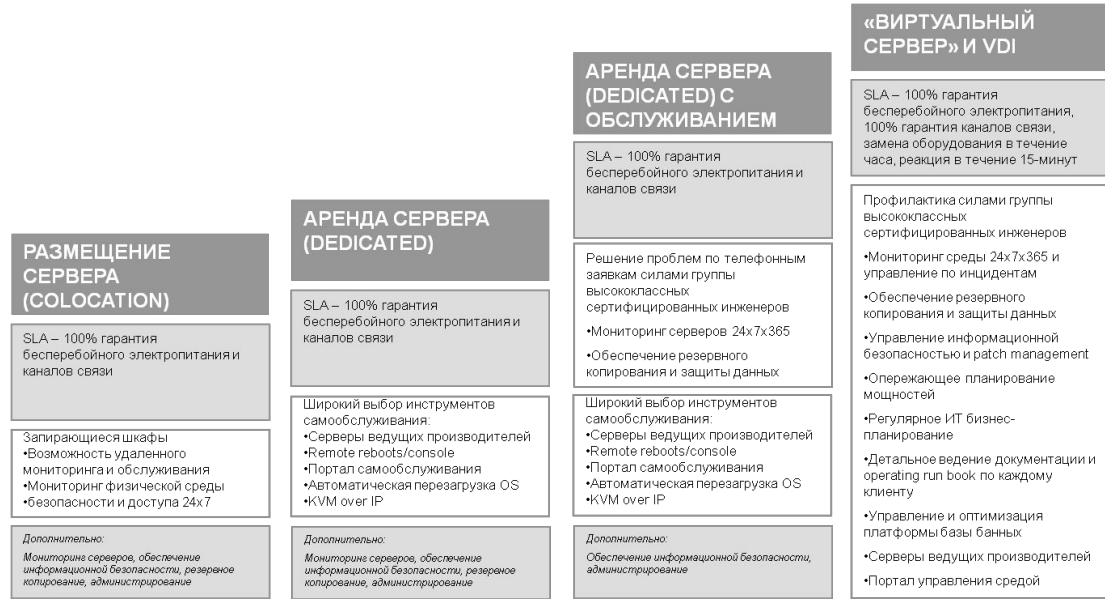 РАЗМЕЩЕНИЕ
СЕРВЕРА
(COLOCATION)
SLA – 100% гарантия
бесперебойного электропитания и
каналов связи
Запирающиеся шкафы
•Возможность удаленного
мониторинга и обслуживания
•Мониторинг физической среды
•безопасности и доступа 24x7
Дополнительно:
Мониторинг серверов, обеспечение
информационной безопасности, резервное
копирование, администрирование
АРЕНДА СЕРВЕРА
(DEDICATED)
SLA – 100% гарантия
бесперебойного электропитания и
каналов связи
Широкий выбор инструментов
самообслуживания:
•Серверы ведущих производителей
•Remote reboots/console
•Портал самообслуживания
•Автоматическая перезагрузка OS
•KVM over IP
Дополнительно:
Мониторинг серверов, обеспечение
информационной безопасности, резервное
копирование, администрирование
АРЕНДА СЕРВЕРА
(DEDICATED) С
ОБСЛУЖИВАНИЕМ
SLA – 100% гарантия
бесперебойного электропитания и
каналов связи
Решение проблем по телефонным
заявкам силами группы
высококлассных
сертифицированных инженеров
•Мониторинг серверов 24x7x365
•Обеспечение резервного
копирования и защиты данных
Широкий выбор инструментов
самообслуживания:
•Серверы ведущих производителей
•Remote reboots/console
•Портал самообслуживания
•Автоматическая перезагрузка OS
•KVM over IP
Дополнительно:
Обеспечение информационной безопасности,
администрирование
«ВИРТУАЛЬНЫЙ
СЕРВЕР» И VDI
SLA – 100% гарантия
бесперебойного электропитания,
100% гарантия каналов связи,
замена оборудования в течение
часа, реакция в течение 15-минут
Профилактика силами группы
высококлассных
сертифицированных инженеров
•Мониторинг среды 24x7x365 и
управление по инцидентам
•Обеспечение резервного
копирования и защиты данных
•Управление информационной
безопасностью и patch management
•Опережающее планирование
мощностей
•Регулярное ИТ бизнес-
планирование
•Детальное ведение документации и
operating run book по каждому
клиенту
•Управление и оптимизация
платформы базы банных
•Серверы ведущих производителей
•Портал управления средой